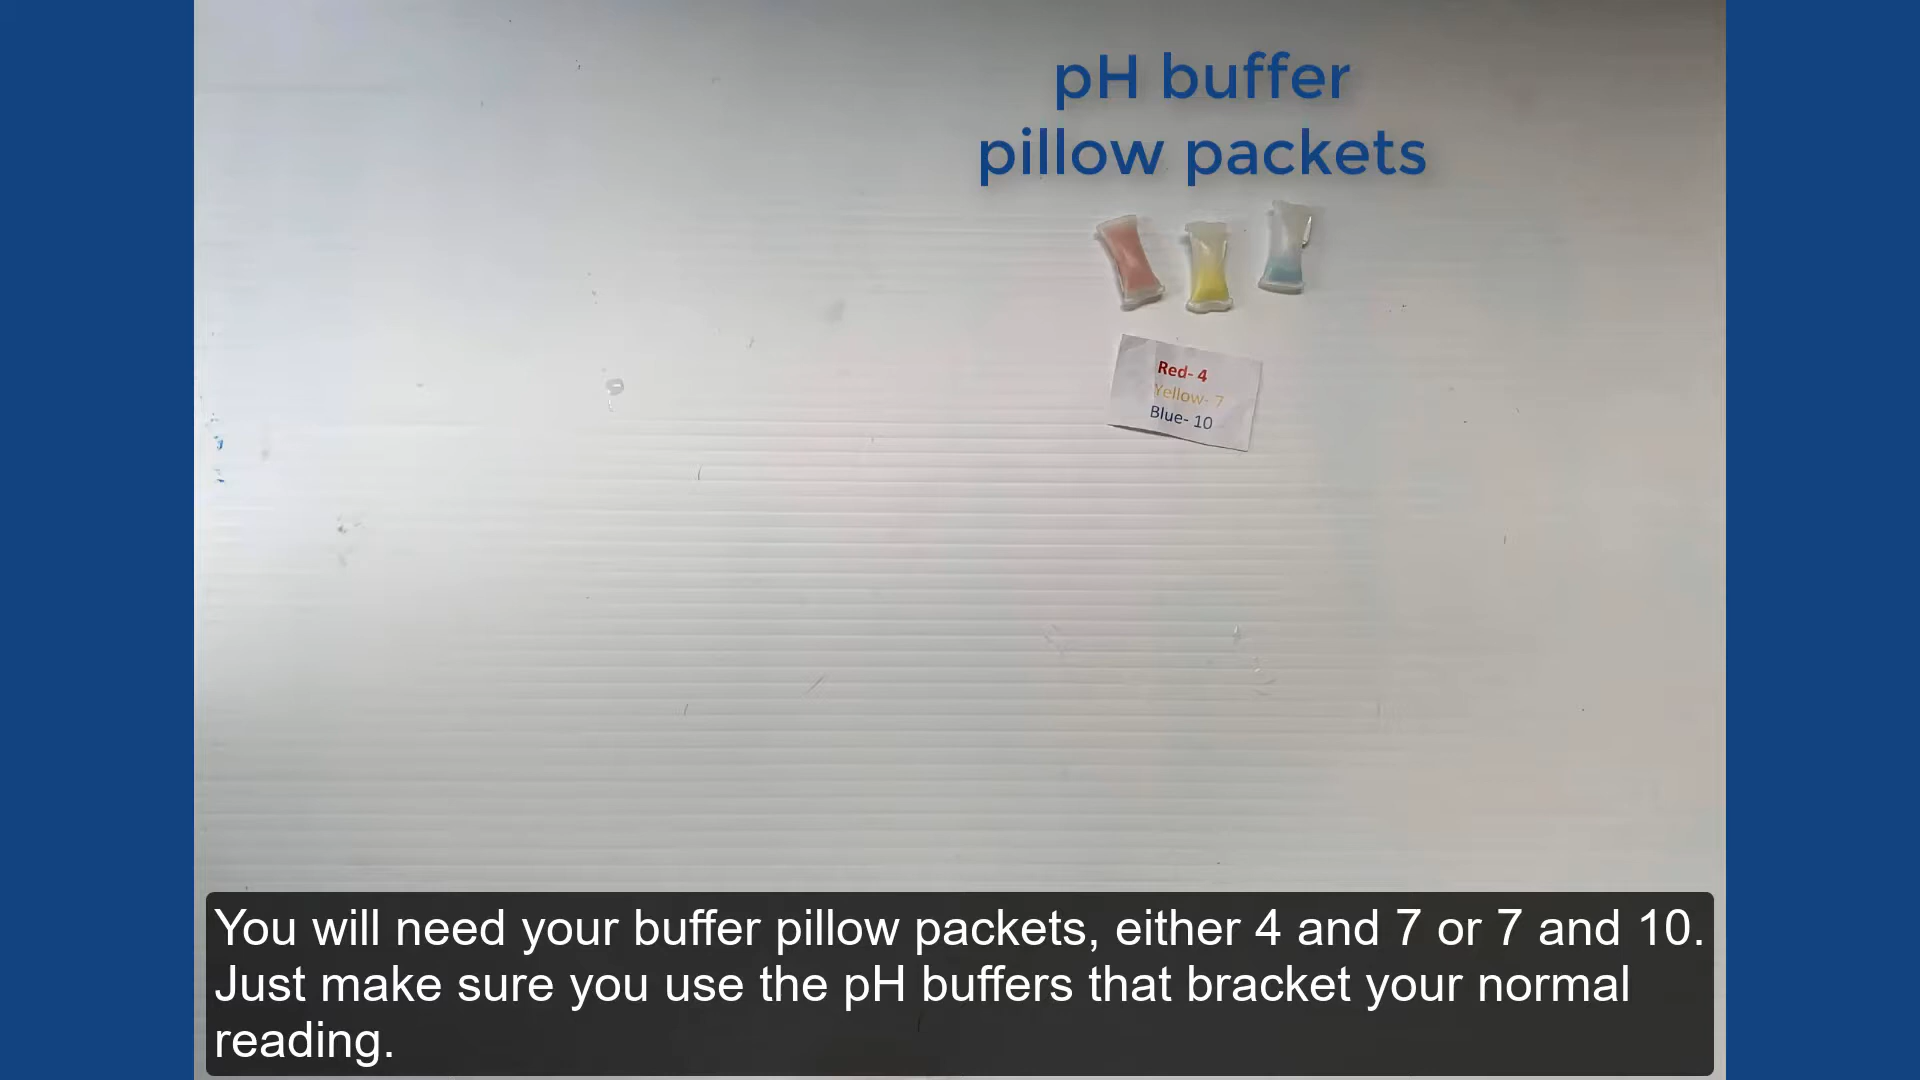 pH buffer
pillow packets
Red- 4
Yellow- 7
Blue- 10
You will need your buffer pillow packets, either 4 and 7 or 7 and 10.
Just make sure you use the pH buffers that bracket your normal
reading.